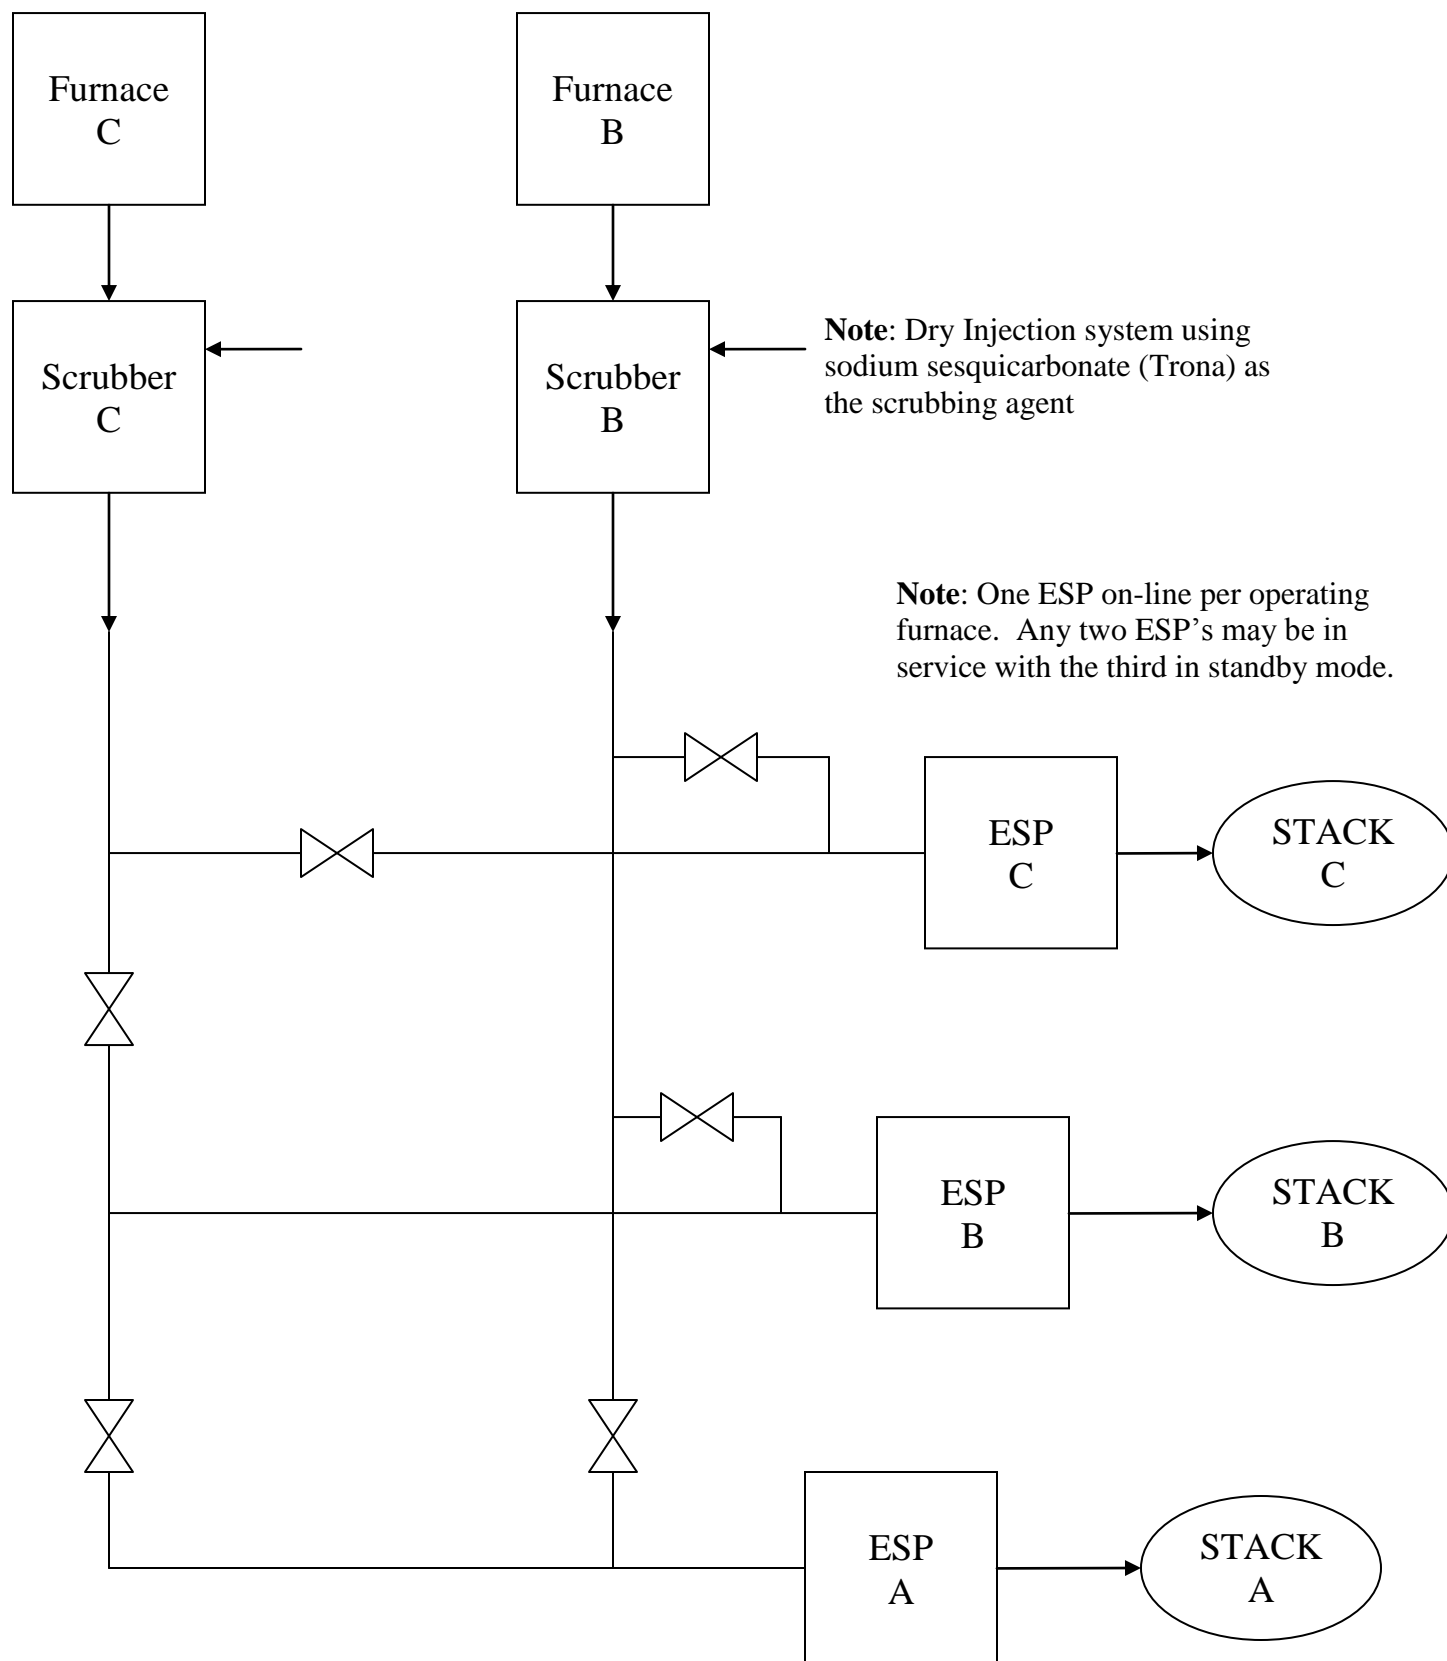 Furnace
C
Furnace
B
Scrubber
C
Scrubber
B
Note: Dry Injection system using
sodium sesquicarbonate (Trona) as
the scrubbing agent
Note: One ESP on-line per operating
furnace.  Any two ESP’s may be in
service with the third in standby mode.
ESP
C
STACK
C
ESP
B
STACK
B
ESP
A
STACK
A